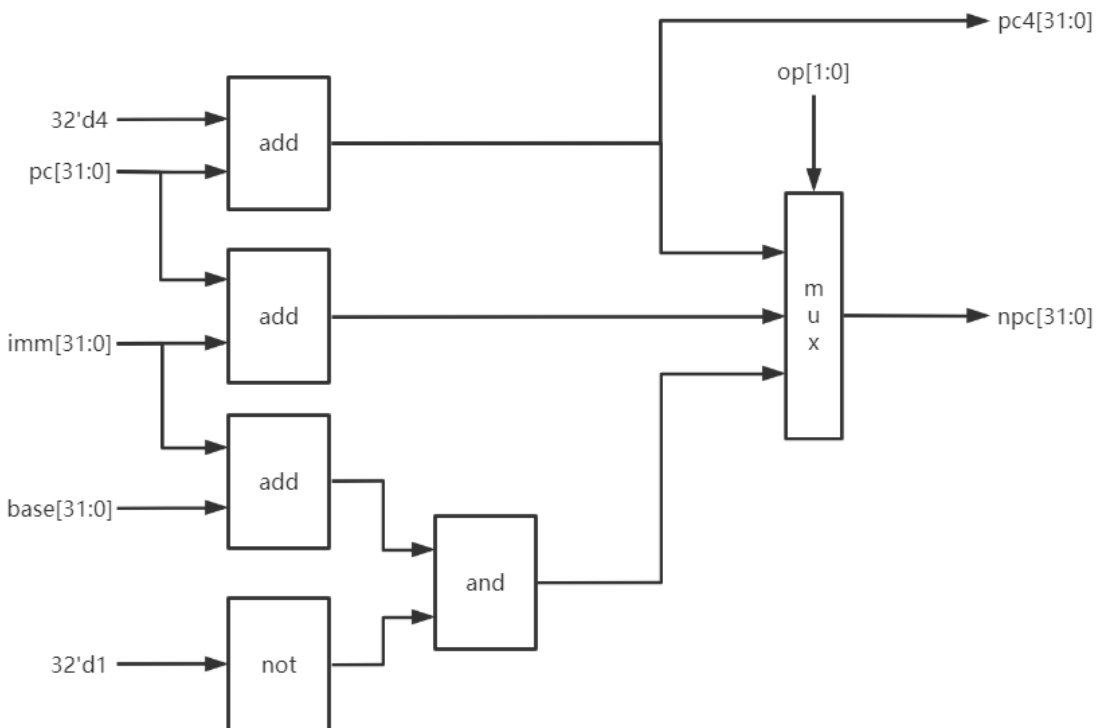 pc4[31:0]
op[1:0]
32'd4
add
pc[31:0]
add
m
u
x
npc[31:0]
imm[31:0]
add
base[31:0]
and
32'd1
not